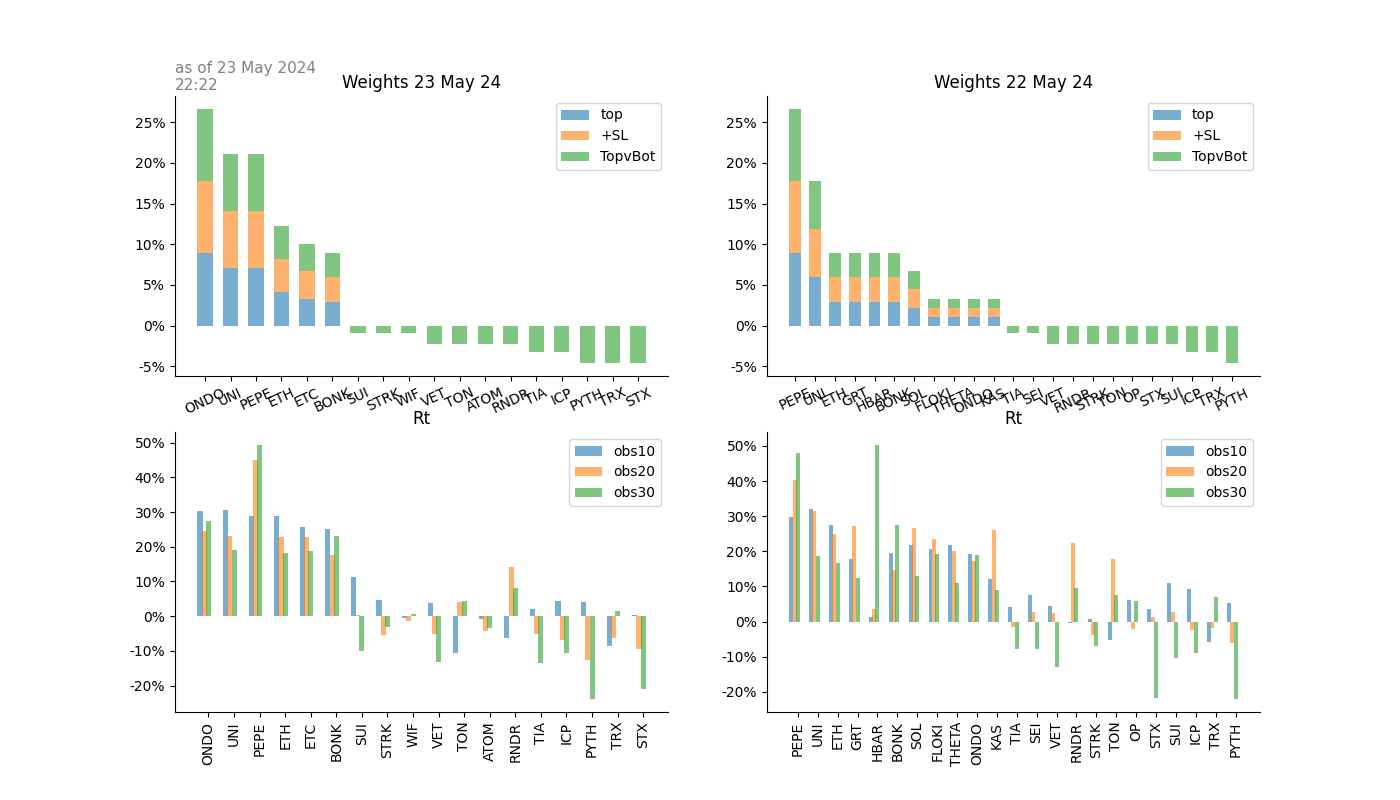 as of 23 May 2024
22:22
Weights 23 May 24
25%
20%
15%
10%
5%
0%
-5%
top
+SL
TopvBot
ONDO UNI PEPE ETH ETC BONK SUI STRK WIF VET TON ATOM RNDR TIA ICP PYTH TRX STX
Weights 22 May 24
25%
20%
15%
10%
5%
0%
-5%
top
+SL
TopvBot
PEPE UNI ETH GRT HBAR BONK SOL FLOKI THETA ONDO KAS TIA SEI VET RNDR STRK TON OP STX SUI ICP TRX PYTH
Rt
50%
40%
30%
20%
10%
0%
-10%
-20%
obs10
obs20
obs30
ONDO UNI PEPE ETH ETC BONK SUI STRK WIF VET TON ATOM RNDR TIA ICP PYTH TRX STX
Rt
50%
40%
30%
20%
10%
0%
-10%
-20%
obs10
obs20
obs30
PEPE UNI ETH GRT HBAR BONK SOL FLOKI THETA ONDO KAS TIA SEI VET RNDR STRK TON OP STX SUI ICP TRX PYTH